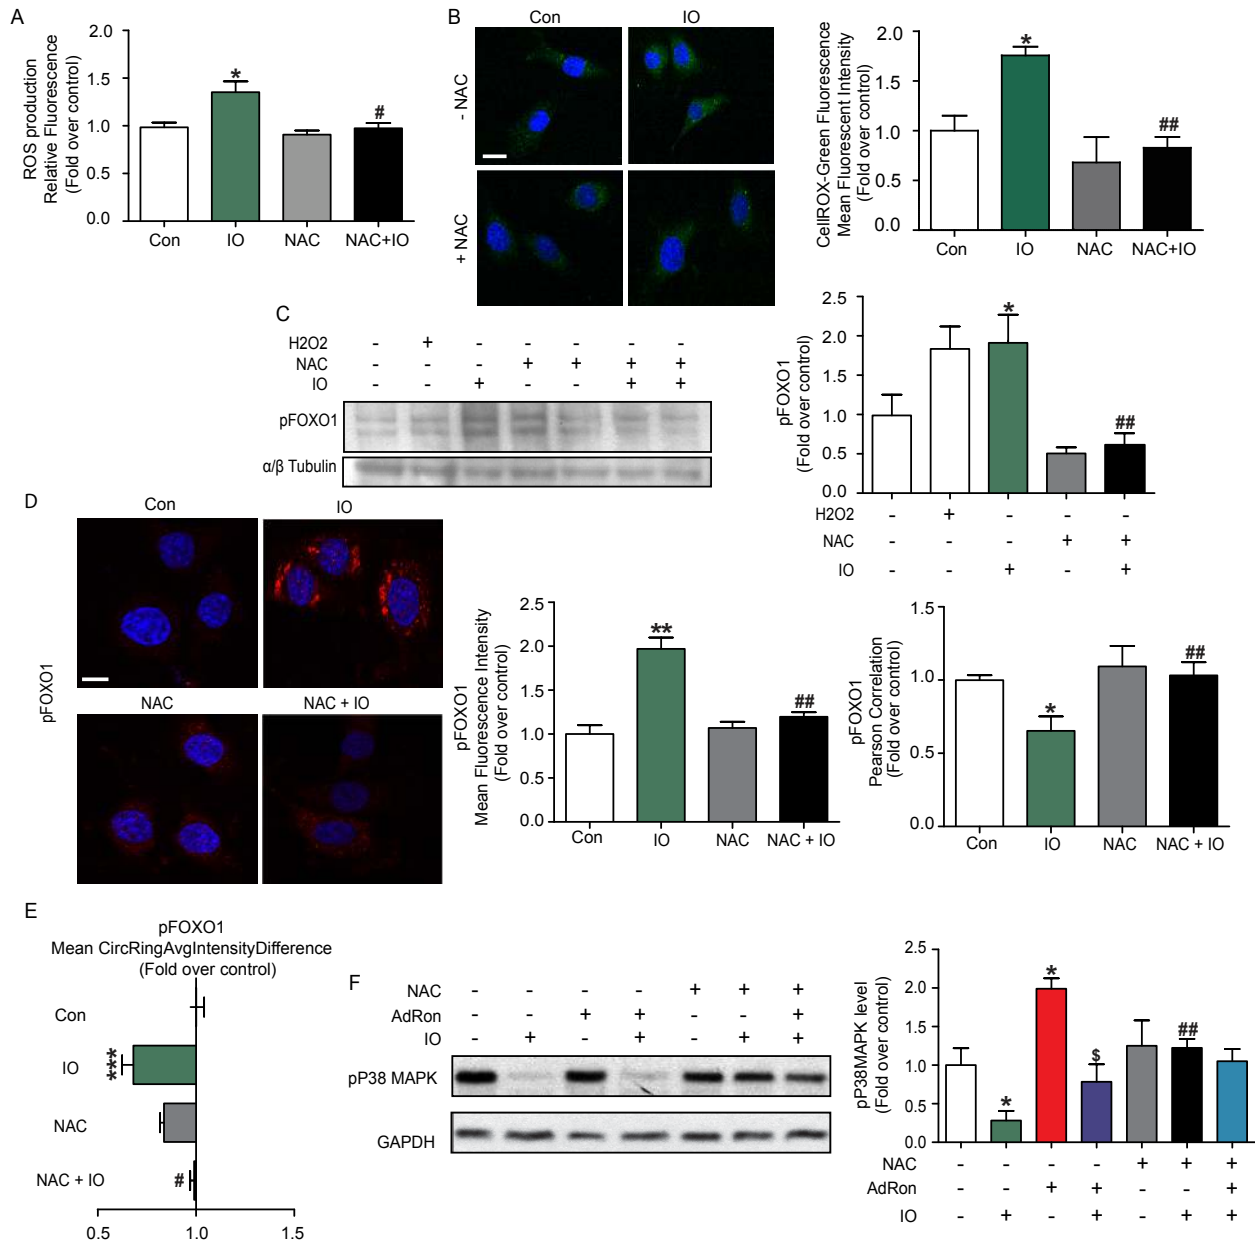 A
ROS production
Relative Fluorescence
(Fold over control)
2.0
1.5
1.0
0.5
0.0
*
#
Con IO NAC NAC+IO
B
Con IO
- NAC
+ NAC
CellROX-Green Fluorescence
Mean Fluorescent Intensity
(Fold over control)
2.0
1.5
1.0
0.5
0.0
*
##
Con IO NAC NAC+IO
C
H2O2 - + - - - - -
NAC - - - + + + +
IO - - + - - + +
pFOXO1
α/β Tubulin
pFOXO1
(Fold over control)
2.5
2.0
1.5
1.0
0.5
0.0
*
##
H2O2 - + - - -
NAC - - - + +
IO - - + - +
D
Con IO
NAC NAC + IO
pFOXO1
pFOXO1
Mean Fluorescence Intensity
(Fold over control)
2.5
2.0
1.5
1.0
0.5
0.0
**
##
Con IO NAC NAC + IO
pFOXO1
Pearson Correlation
(Fold over control)
1.5
1.0
0.5
0.0
*
##
Con IO NAC NAC + IO
E
pFOXO1
Mean CircRingAvgIntensityDifference
(Fold over control)
Con
IO ***
NAC
NAC + IO #
0.5 1.0 1.5
F
NAC - - - - + + +
AdRon - - + + - - +
IO - + - + - + +
pP38 MAPK
GAPDH
pP38MAPK level
(Fold over control)
2.5
2.0
1.5
1.0
0.5
0.0
*
*
$
##
NAC - - - - + + +
AdRon - - + + - - +
IO - + - + - + +